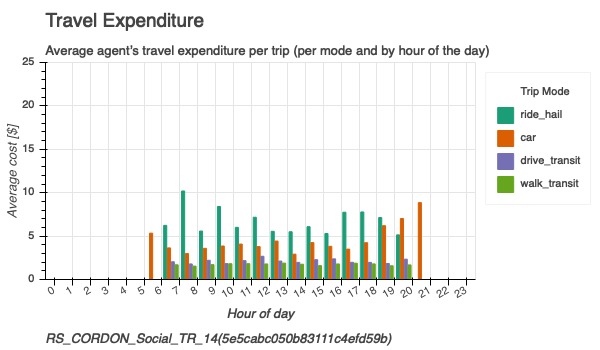 Travel Expenditure
Average agent's travel expenditure per trip (per mode and by hour of the day)
25
20
15
10
5
0
Average cost [$]
0 1 2 3 4 5 6 7 8 9 10 11 12 13 14 15 16 17 18 19 20 21 22 23
Hour of day
Trip Mode
ride_hail
car
drive_transit
walk_transit
RS_CORDON_Social_TR_14(5e5cabc050b83111c4efd59b)